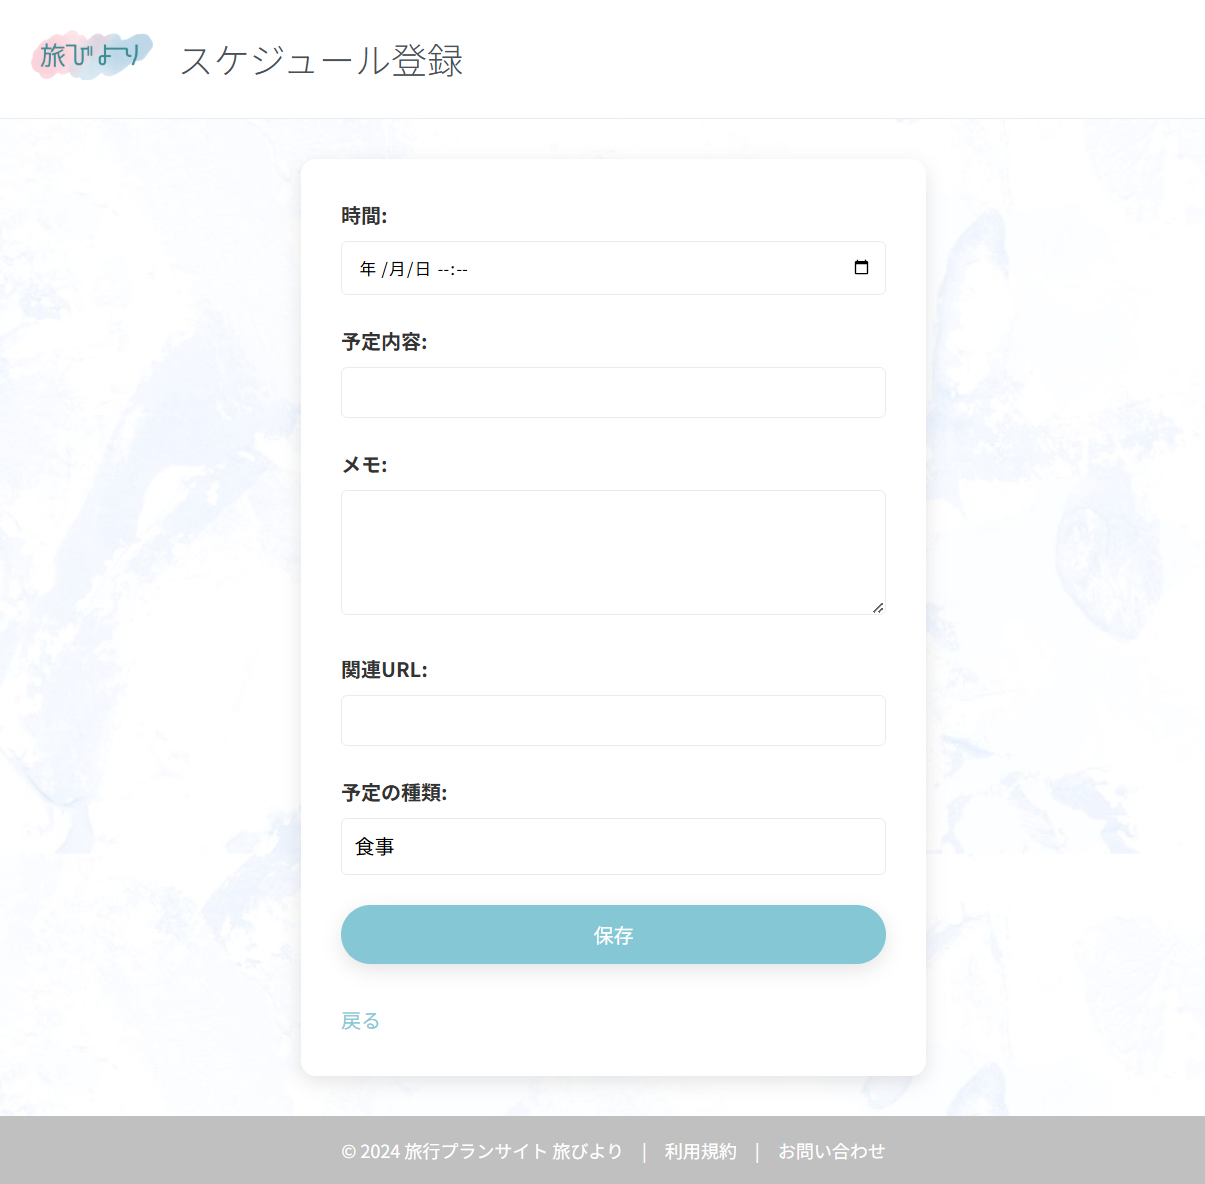 旅びより
スケジュール登録
時間:
年 /月/日 --:--
予定内容:
メモ:
関連URL:
予定の種類:
食事
保存
戻る
© 2024 旅行プランサイト 旅びより | 利用規約 | お問い合わせ